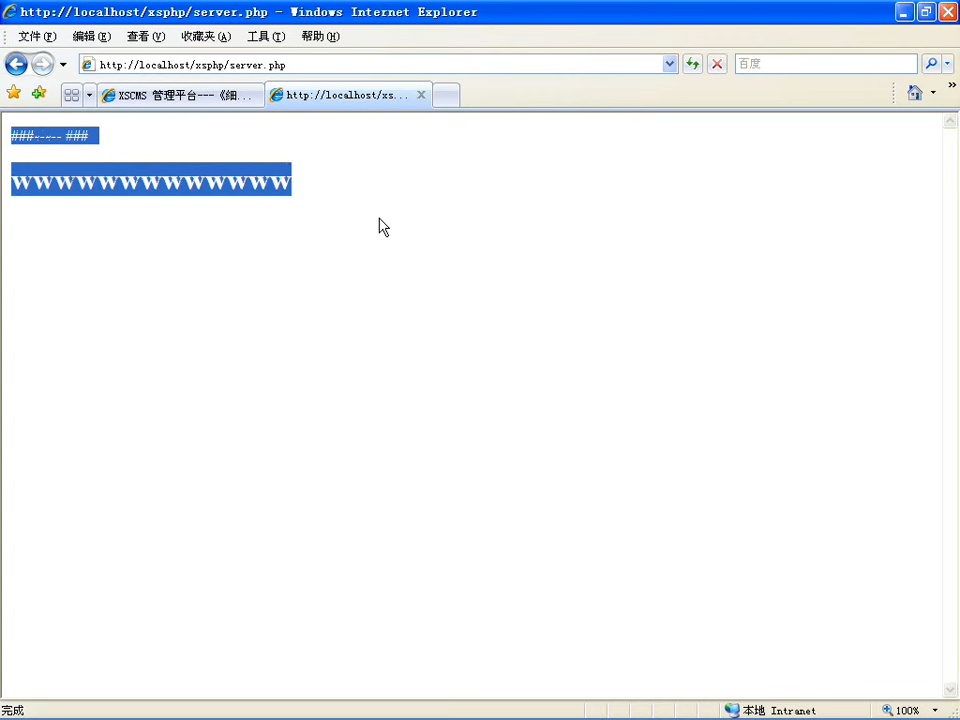 http://localhost/xsphp/server.php - Windows Internet Explorer
文件(F) 编辑(E) 查看(V) 收藏夹(A) 工具(T) 帮助(H)
http://localhost/xsphp/server.php
百度
XSCMS 管理平台---《细...
http://localhost/xs...
»
###~~~~ ###
wwwwwwwwwwwww
完成
本地 Intranet
100%